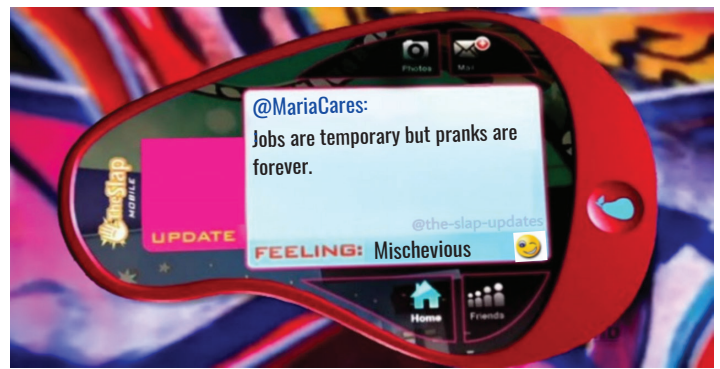 Photos
@MariaCares:
Jobs are temporary but pranks are
forever.
theSlap
MOBILE
@the-slap-updates
UPDATE
FEELING: Mischevious
Home
Friends